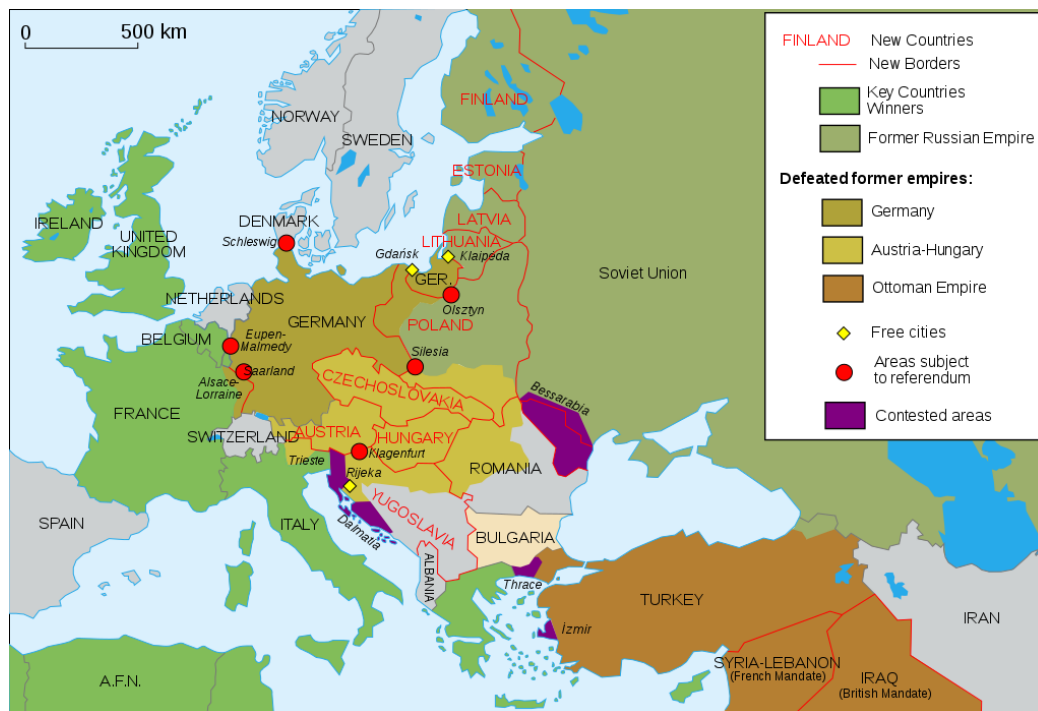 0 500 km
NORWAY
SWEDEN
FINLAND
ESTONIA
LATVIA
LITHUANIA
Klaipeda
DENMARK
Schleswig
IRELAND
UNITED
KINGDOM
Gdańsk
GER.
Olsztyn
Soviet Union
NETHERLANDS
GERMANY
POLAND
BELGIUM
Eupen-
Malmedy
Silesia
Saarland
Alsace-
Lorraine
CZECHOSLOVAKIA
Bessarabia
FRANCE
SWITZERLAND
AUSTRIA
HUNGARY
Klagenfurt
Trieste
Rijeka
ROMANIA
YUGOSLAVIA
SPAIN
ITALY
Dalmatia
BULGARIA
ALBANIA
Thrace
TURKEY
IRAN
İzmir
A.F.N.
SYRIA-LEBANON
(French Mandate)
IRAQ
(British Mandate)
FINLAND New Countries
New Borders
Key Countries
Winners
Former Russian Empire
Defeated former empires:
Germany
Austria-Hungary
Ottoman Empire
Free cities
Areas subject
to referendum
Contested areas